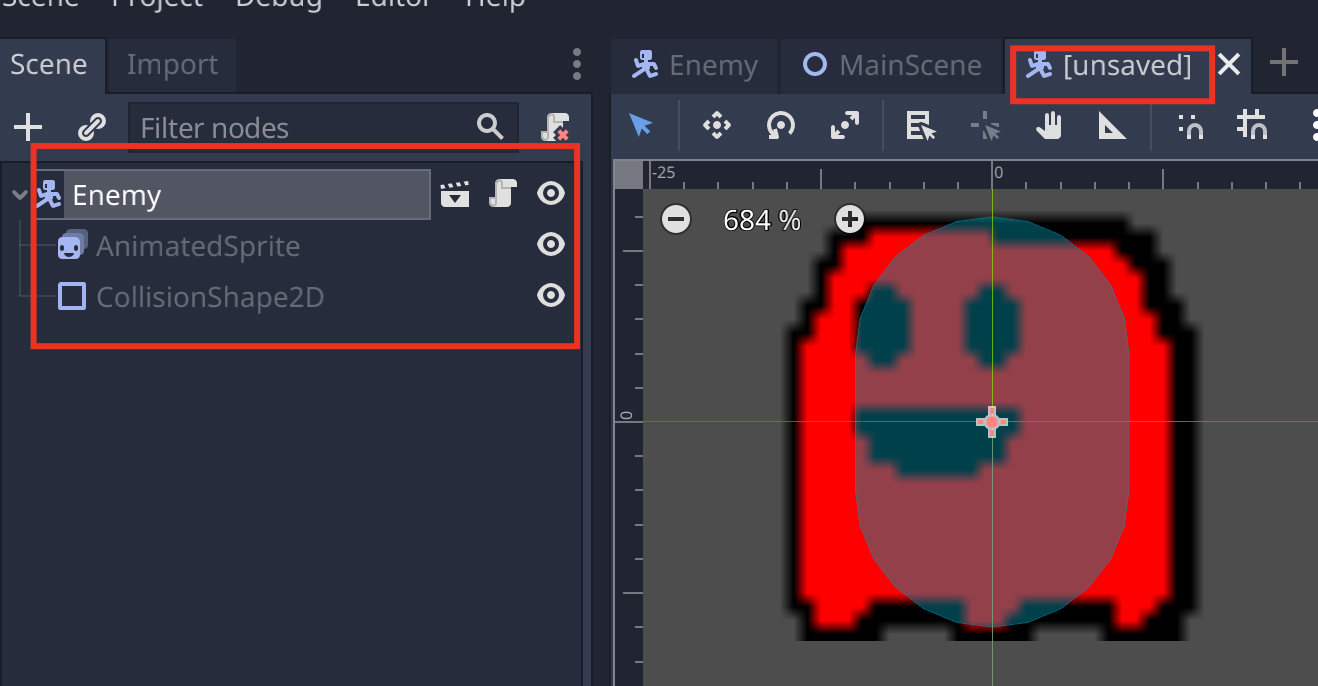 Scene Project Debug Editor Help
Scene Import
Enemy MainScene [unsaved]
Filter nodes
-25 0
Enemy
684 %
AnimatedSprite
CollisionShape2D
0